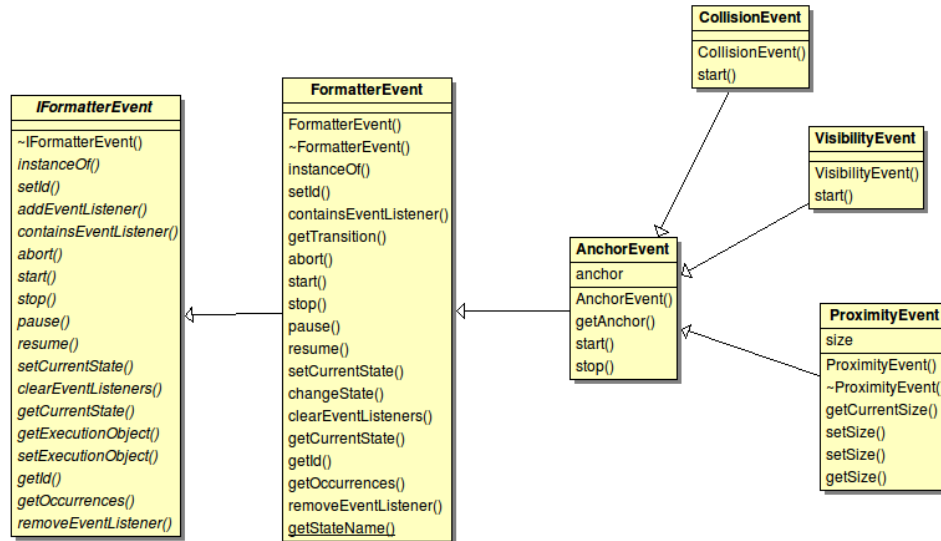 IFormatterEvent
~IFormatterEvent()
instanceOf()
setId()
addEventListener()
containsEventListener()
abort()
start()
stop()
pause()
resume()
setCurrentState()
clearEventListeners()
getCurrentState()
getExecutionObject()
setExecutionObject()
getId()
getOccurrences()
removeEventListener()
FormatterEvent
FormatterEvent()
~FormatterEvent()
instanceOf()
setId()
containsEventListener()
getTransition()
abort()
start()
stop()
pause()
resume()
setCurrentState()
changeState()
clearEventListeners()
getCurrentState()
getId()
getOccurrences()
removeEventListener()
getStateName()
AnchorEvent
anchor
AnchorEvent()
getAnchor()
start()
stop()
CollisionEvent
CollisionEvent()
start()
VisibilityEvent
VisibilityEvent()
start()
ProximityEvent
size
ProximityEvent()
~ProximityEvent(
getCurrentSize()
setSize()
setSize()
getSize()